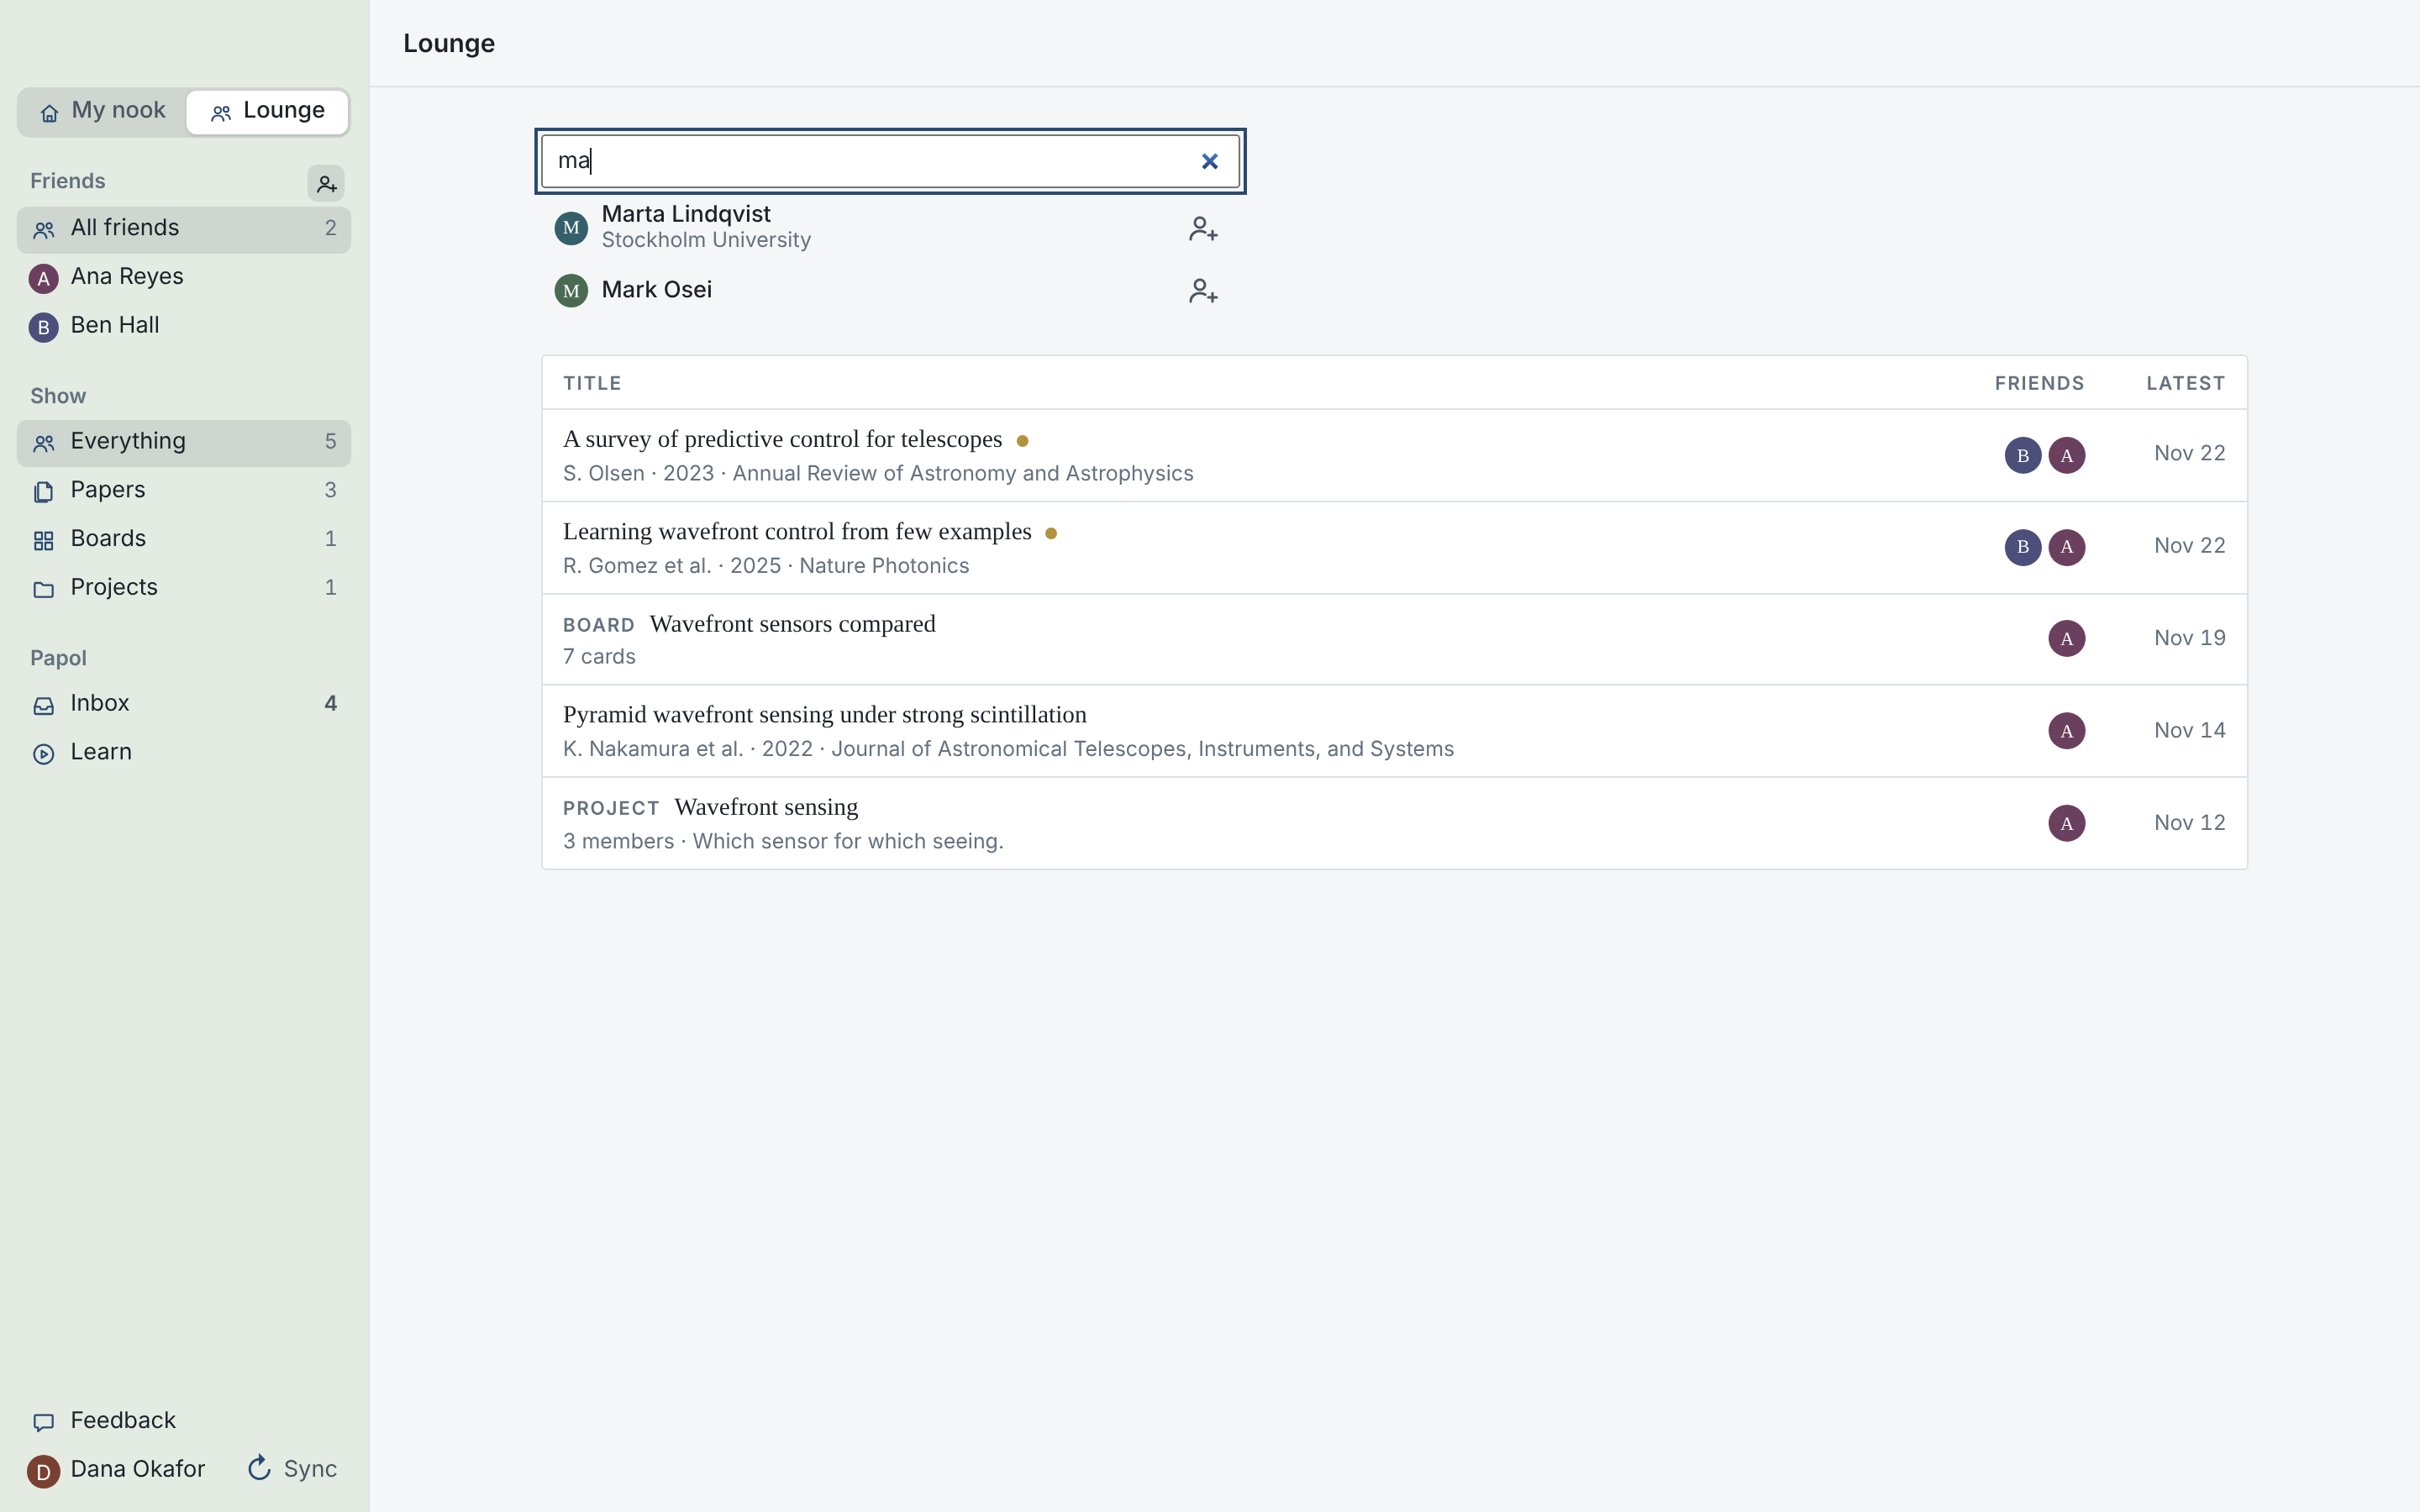 Lounge
My nook
Lounge
Friends
All friends 2
A Ana Reyes
B Ben Hall
Show
Everything 5
Papers 3
Boards 1
Projects 1
Papol
Inbox 4
Learn
Feedback
D Dana Okafor Sync
ma
M Marta Lindqvist
Stockholm University
M Mark Osei
TITLE FRIENDS LATEST
A survey of predictive control for telescopes B A Nov 22
S. Olsen · 2023 · Annual Review of Astronomy and Astrophysics
Learning wavefront control from few examples B A Nov 22
R. Gomez et al. · 2025 · Nature Photonics
BOARD Wavefront sensors compared A Nov 19
7 cards
Pyramid wavefront sensing under strong scintillation A Nov 14
K. Nakamura et al. · 2022 · Journal of Astronomical Telescopes, Instruments, and Systems
PROJECT Wavefront sensing A Nov 12
3 members · Which sensor for which seeing.